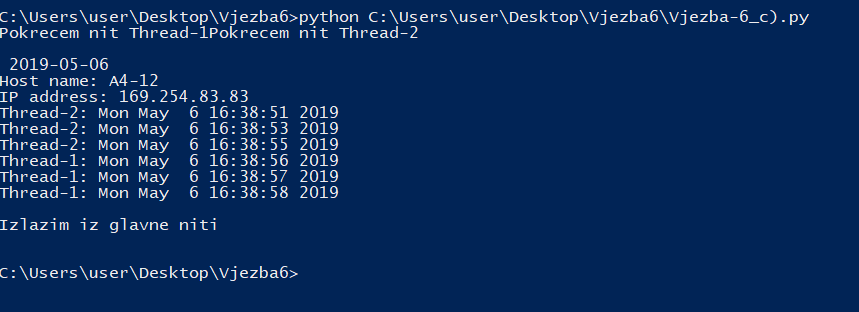 C:\Users\user\Desktop\Vjezba6>python C:\Users\user\Desktop\Vjezba6\Vjezba-6_c).py
Pokrecem nit Thread-1Pokrecem nit Thread-2
2019-05-06
Host name: A4-12
IP address: 169.254.83.83
Thread-2: Mon May  6 16:38:51 2019
Thread-2: Mon May  6 16:38:53 2019
Thread-2: Mon May  6 16:38:55 2019
Thread-1: Mon May  6 16:38:56 2019
Thread-1: Mon May  6 16:38:57 2019
Thread-1: Mon May  6 16:38:58 2019
Izlazim iz glavne niti
C:\Users\user\Desktop\Vjezba6>